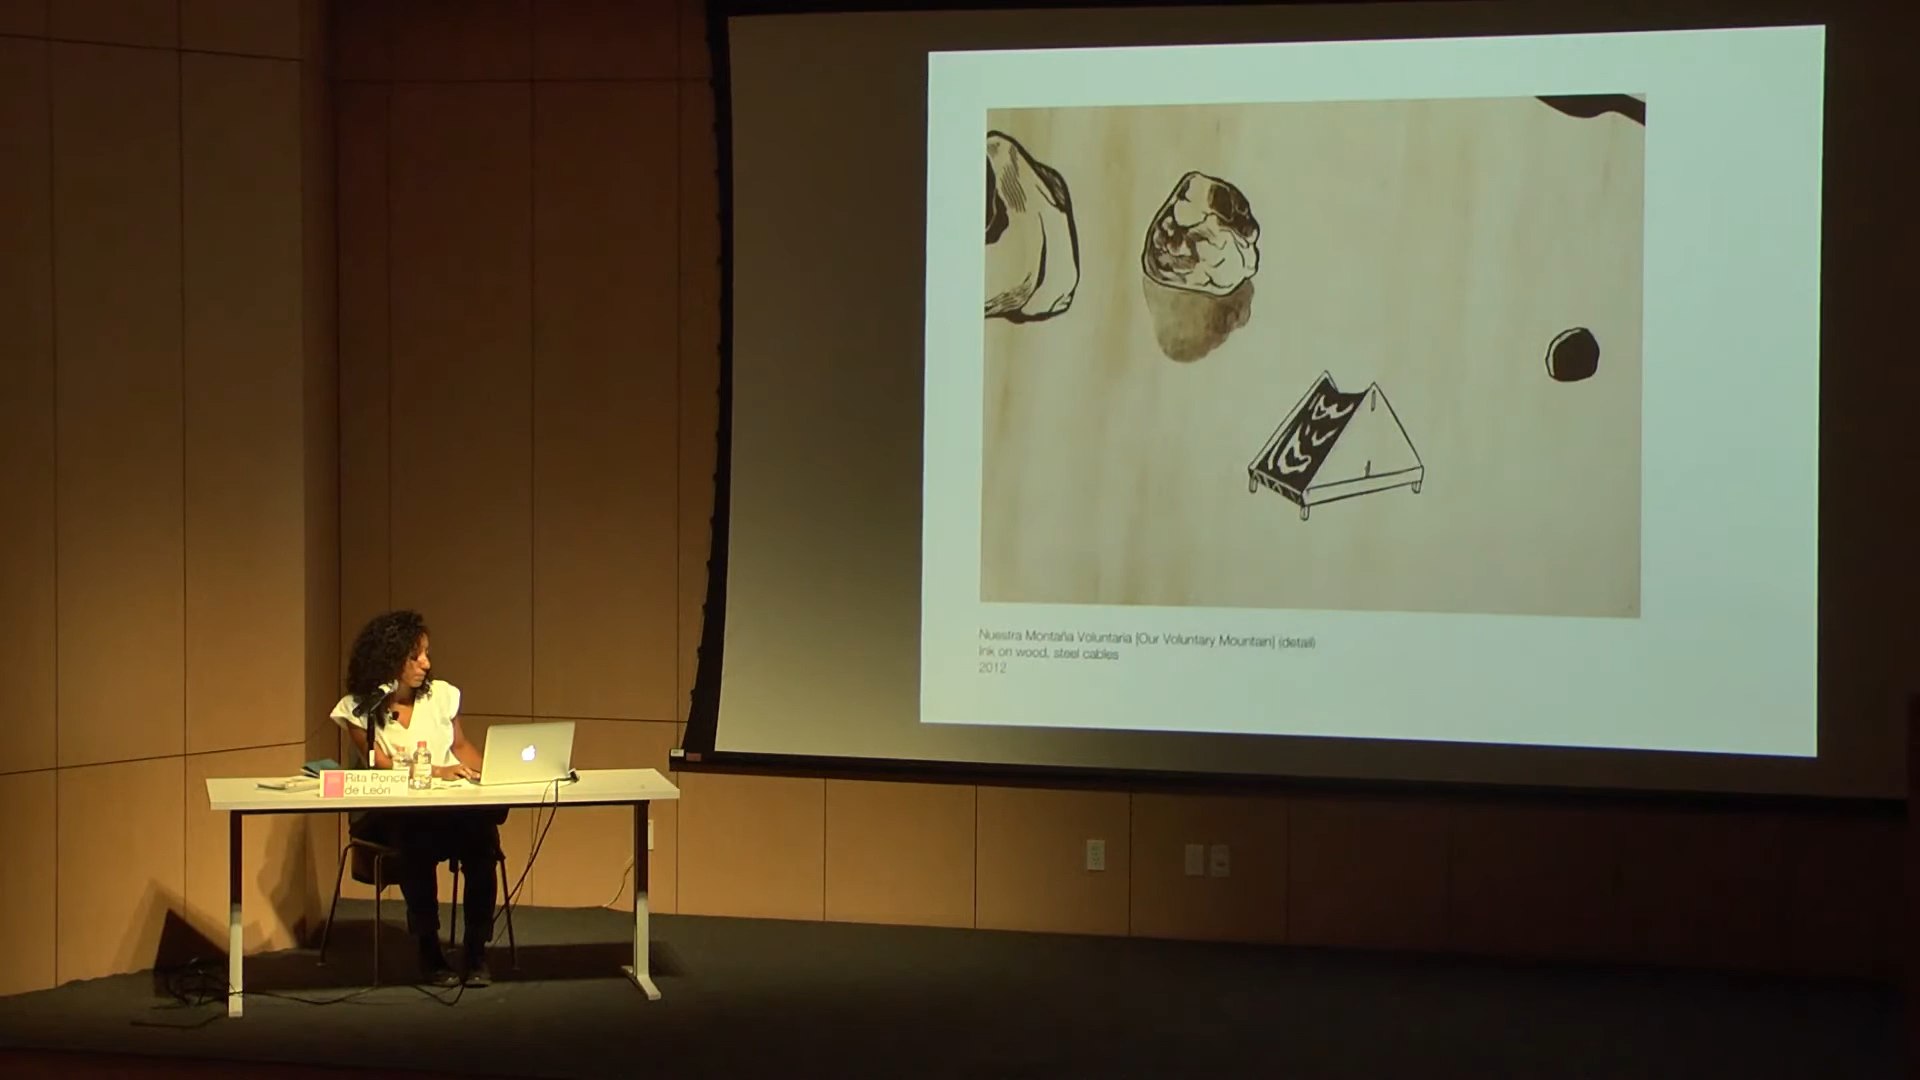 Nuestra Montaña Voluntaria [Our Voluntary Mountain] (detail)
Ink on wood, steel cables
2012
Rita Ponce
de León